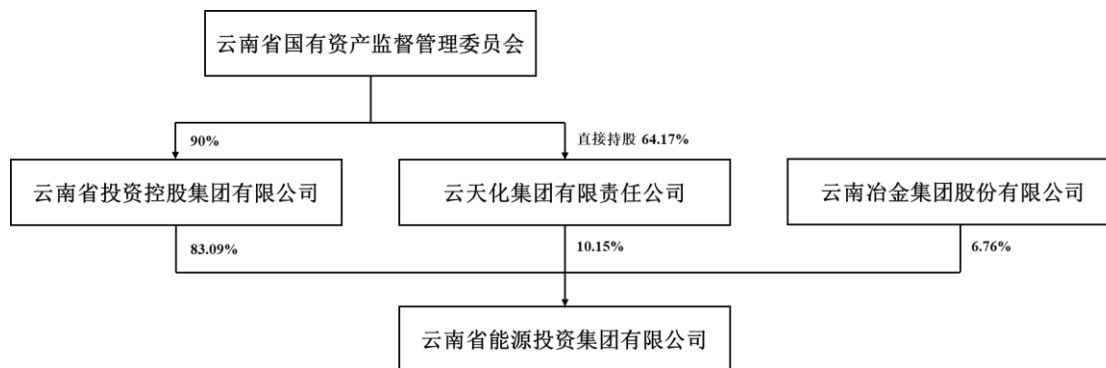 云南省国有资产监督管理委员会
90%
直接持股 64.17%
云南省投资控股集团有限公司
云天化集团有限责任公司
云南冶金集团股份有限公司
83.09%
10.15%
6.76%
云南省能源投资集团有限公司